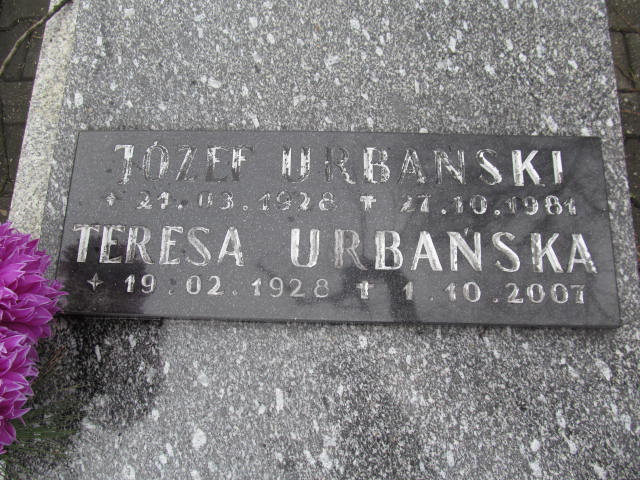 JÓZEF URBAŃSKI
* 21.03.1928 ✝ 27.10.1981
TERESA URBAŃSKA
* 19.02.1928 ✝ 1.10.2007